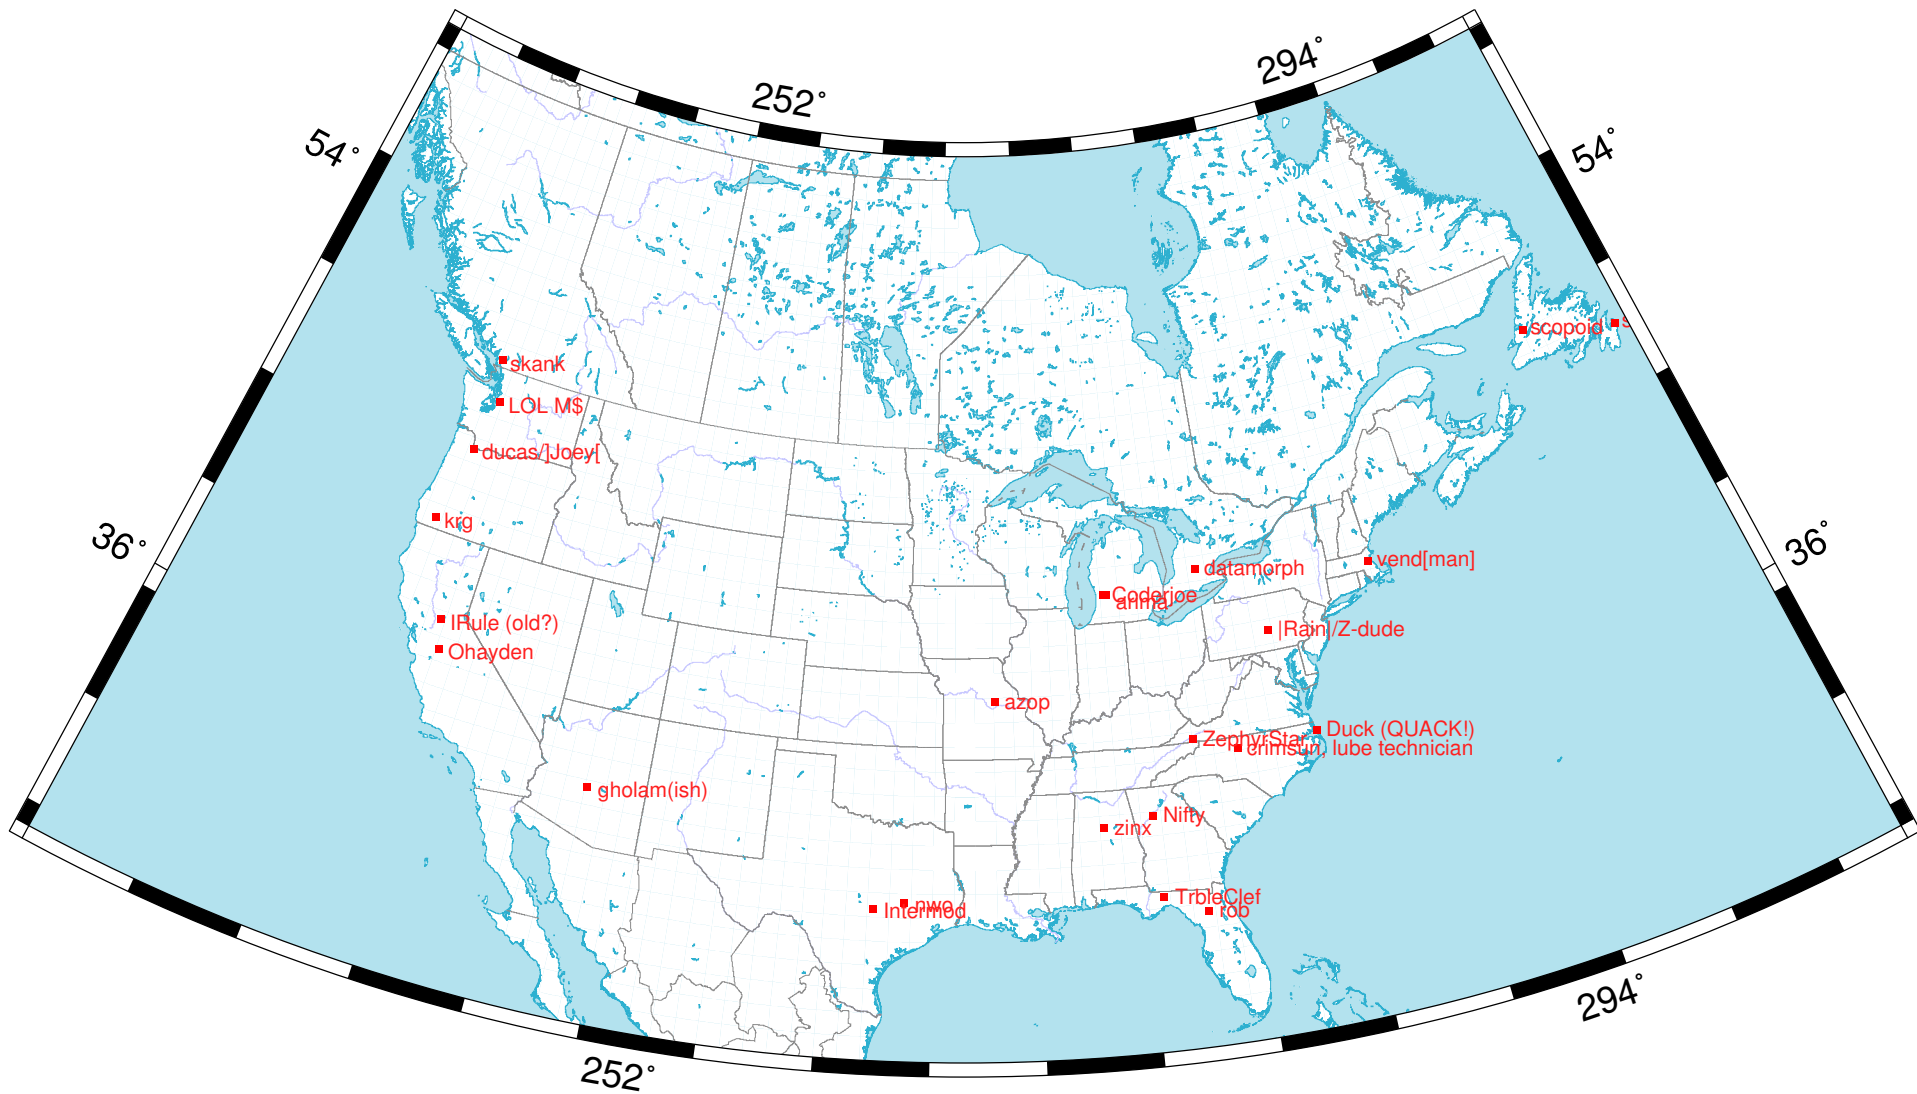 294°
252°
54°
54°
scopoid
s
skank
LOL M$
ducas/]Joey[
krg
36°
36°
vend[man]
datamorph
Coderjoe
anma
IRule (old?)
|Rain|/Z-dude
Ohayden
azop
Duck (QUACK!)
ZephyrStar
crimsun, lube technician
gholam(ish)
Nifty
zinx
TrbleClef
nwo
Intermod
rob
294°
252°